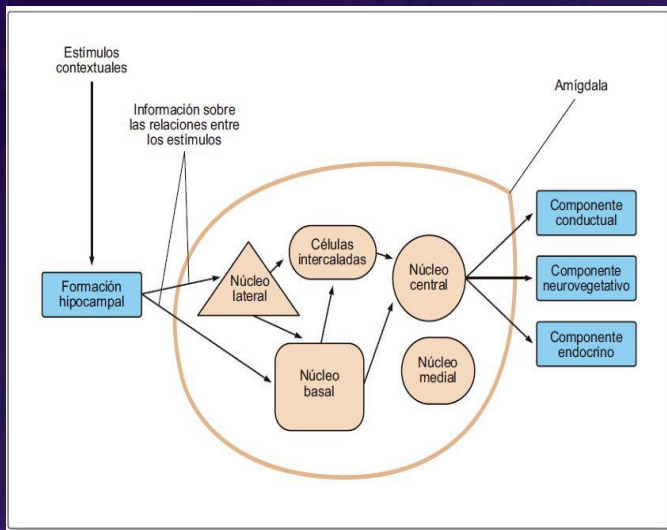 Estímulos
contextuales
Información sobre
las relaciones entre
los estímulos
Amígdala
Formación
hipocampal
Núcleo
lateral
Células
intercaladas
Núcleo
central
Núcleo
basal
Núcleo
medial
Componente
conductual
Componente
neurovegetativo
Componente
endocrino